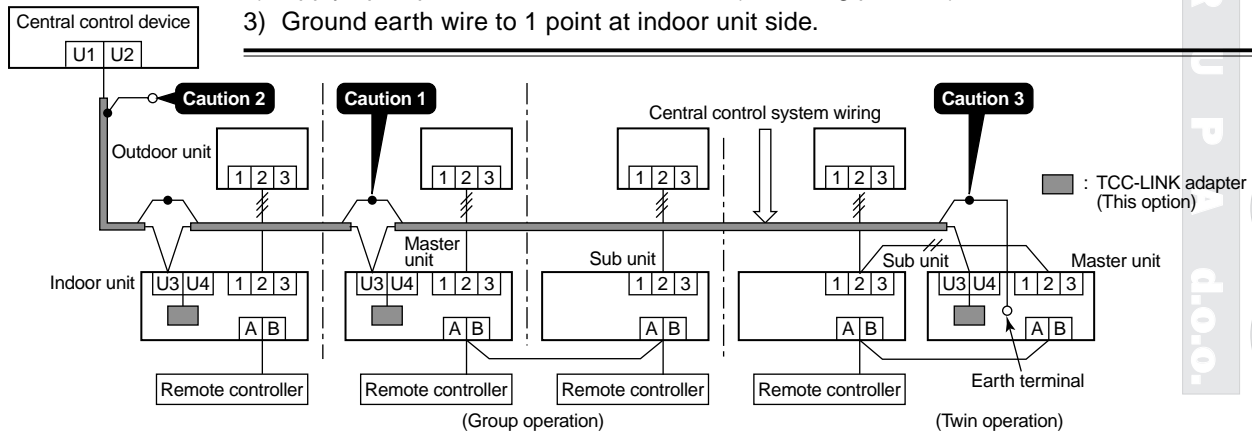 3) Ground earth wire to 1 point at indoor unit side.
Central control device
U1 U2
Caution 2
Caution 1
Caution 3
Central control system wiring
Outdoor unit
1 2 3
1 2 3
1 2 3
1 2 3
: TCC-LINK adapter
(This option)
Indoor unit
Master
unit
Sub unit
Sub unit
Master unit
U3 U4 1 2 3
U3 U4 1 2 3
1 2 3
1 2 3
U3 U4 1 2 3
A B
A B
A B
A B
A B
Earth terminal
Remote controller
Remote controller
Remote controller
Remote controller
(Group operation)
(Twin operation)
R U P A d.o.o.